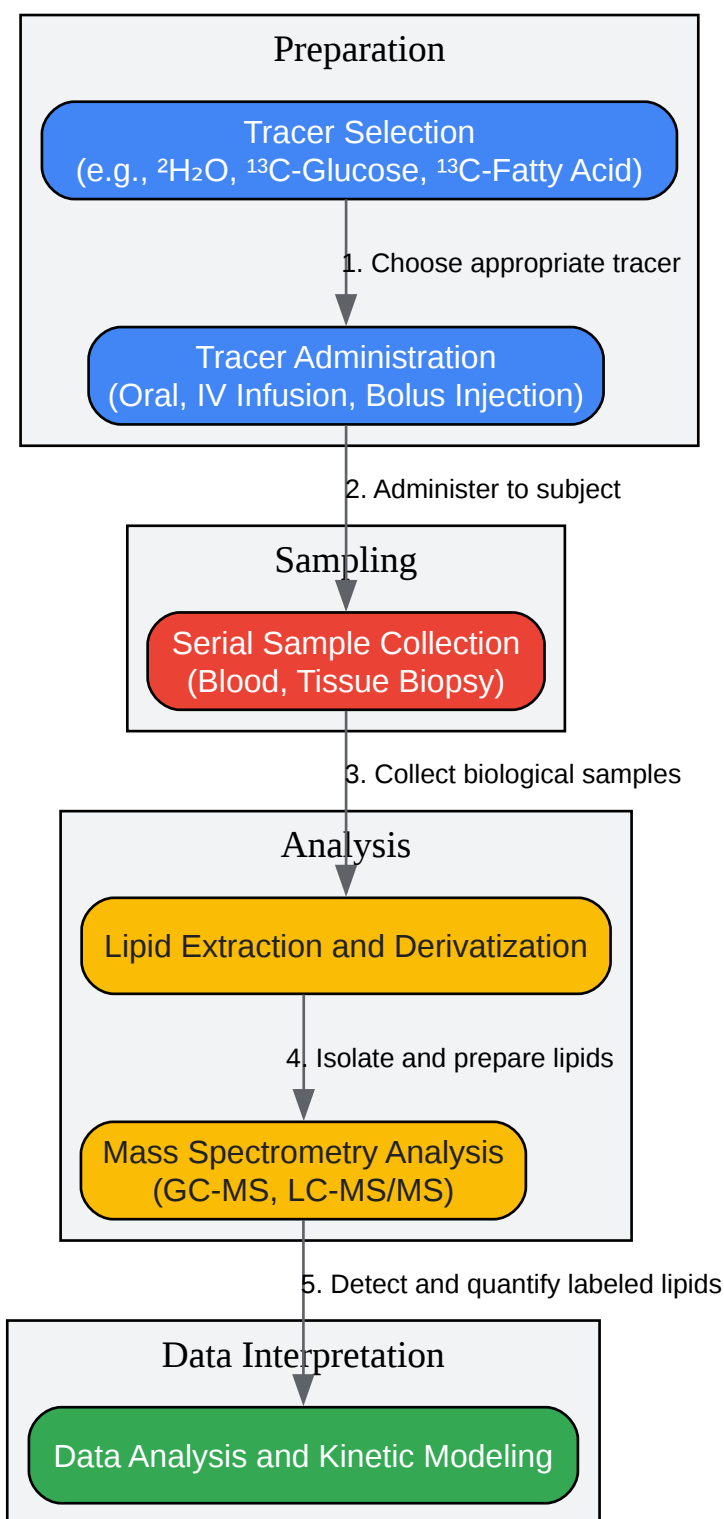 Preparation
Tracer Selection
(e.g., ²H₂O, ¹³C-Glucose, ¹³C-Fatty Acid)
1. Choose appropriate tracer
Tracer Administration
(Oral, IV Infusion, Bolus Injection)
2. Administer to subject
Sampling
Serial Sample Collection
(Blood, Tissue Biopsy)
3. Collect biological samples
Analysis
Lipid Extraction and Derivatization
4. Isolate and prepare lipids
Mass Spectrometry Analysis
(GC-MS, LC-MS/MS)
5. Detect and quantify labeled lipids
Data Interpretation
Data Analysis and Kinetic Modeling